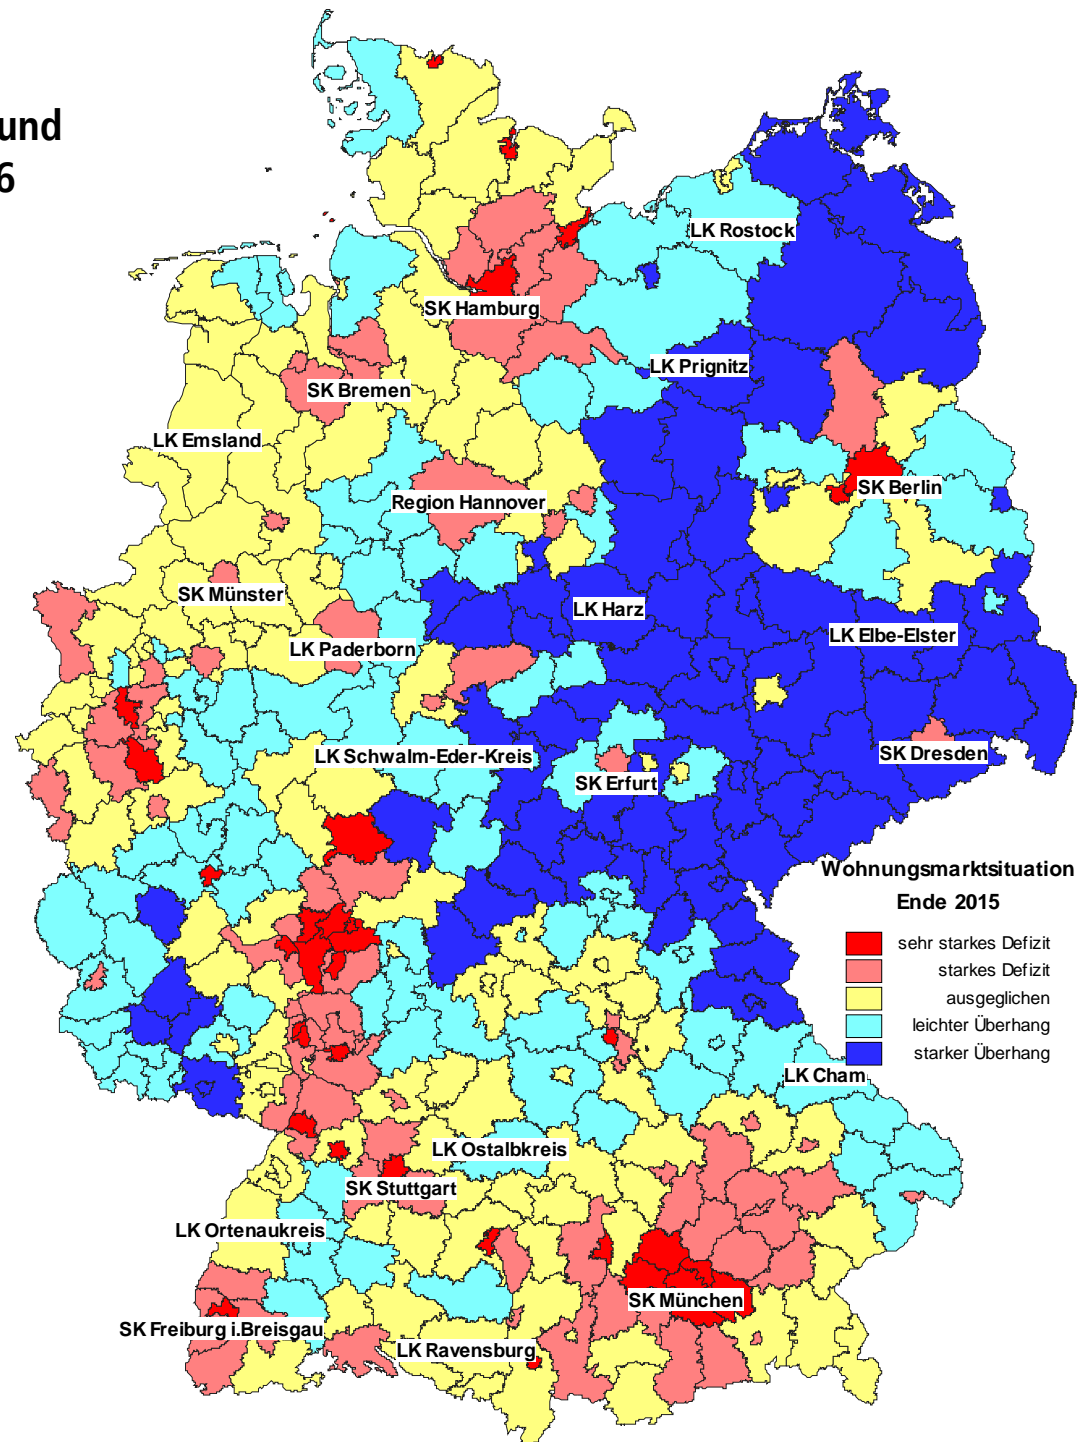 und
6
LK Rostock
SK Hamburg
LK Prignitz
SK Bremen
LK Emsland
SK Berlin
Region Hannover
SK Münster
LK Harz
LK Elbe-Elster
LK Paderborn
SK Dresden
LK Schwalm-Eder-Kreis
SK Erfurt
Wohnungsmarktsituation
Ende 2015
sehr starkes Defizit
starkes Defizit
ausgeglichen
leichter Überhang
starker Überhang
LK Cham
LK Ostalbkreis
SK Stuttgart
LK Ortenaukreis
SK München
SK Freiburg i.Breisgau
LK Ravensburg